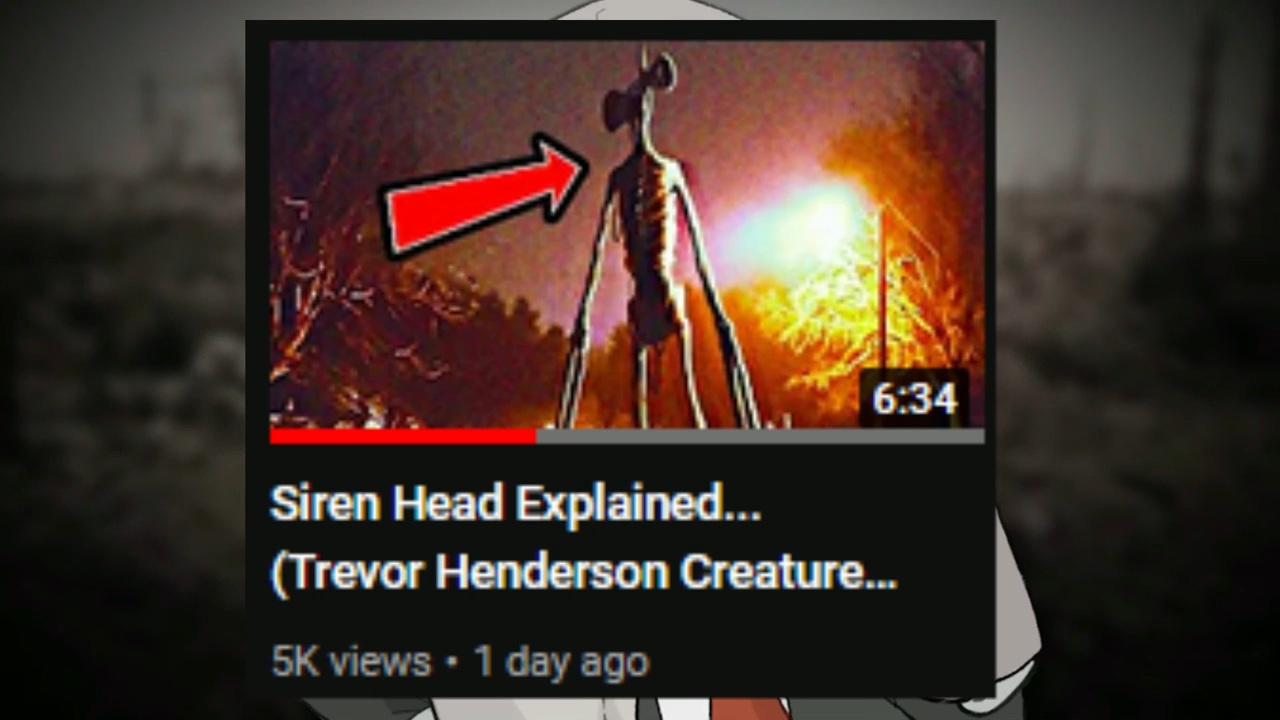 6:34
Siren Head Explained...
(Trevor Henderson Creature...
5K views • 1 day ago